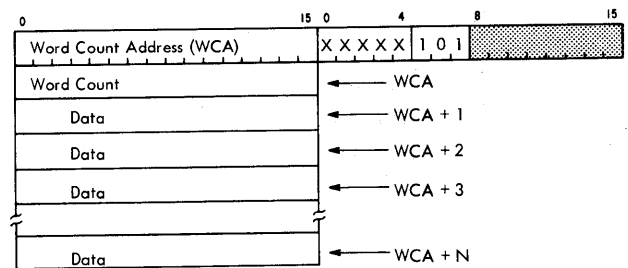 0 15 0 4 8 15
Word Count Address (WCA) X X X X X 1 0 1
Word Count WCA
Data WCA + 1
Data WCA + 2
Data WCA + 3
Data WCA + N